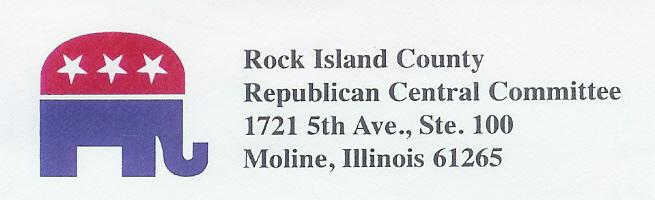 Rock Island County
Republican Central Committee
1721 5th Ave., Ste. 100
Moline, Illinois 61265